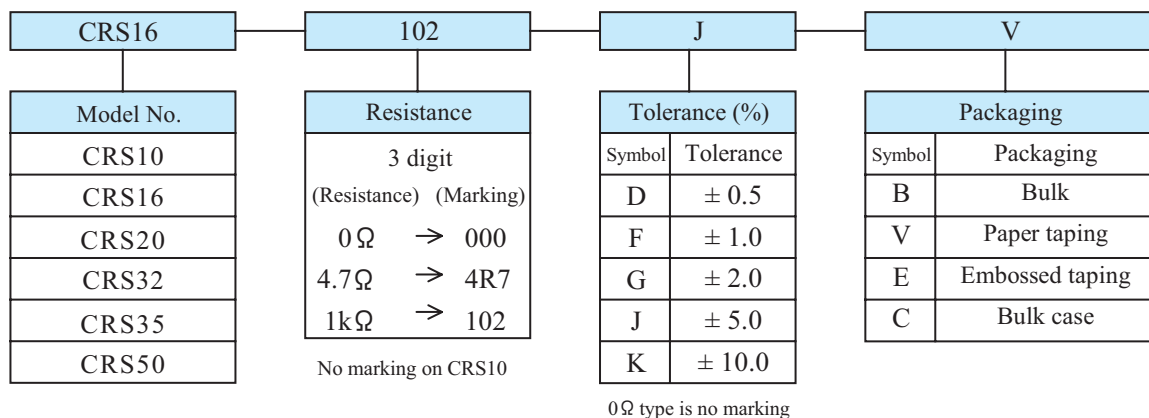 CRS16 102 J V
Model No.
CRS10
CRS16
CRS20
CRS32
CRS35
CRS50
Resistance
3 digit
(Resistance) (Marking)
0Ω → 000
4.7Ω → 4R7
1kΩ → 102
No marking on CRS10
Tolerance (%)
Symbol Tolerance
D ± 0.5
F ± 1.0
G ± 2.0
J ± 5.0
K ± 10.0
0Ω type is no marking
Packaging
Symbol Packaging
B Bulk
V Paper taping
E Embossed taping
C Bulk case